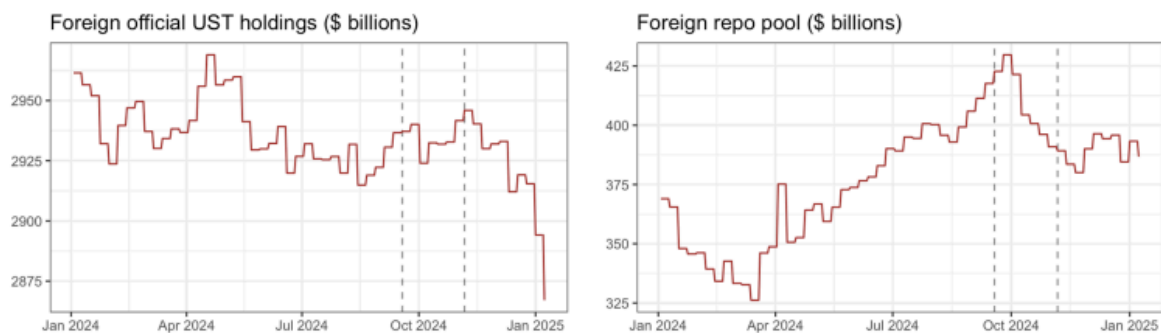 Foreign official UST holdings ($ billions)
2950
2925
2900
2875
Jan 2024 Apr 2024 Jul 2024 Oct 2024 Jan 2025
Foreign repo pool ($ billions)
425
400
375
350
325
Jan 2024 Apr 2024 Jul 2024 Oct 2024 Jan 2025